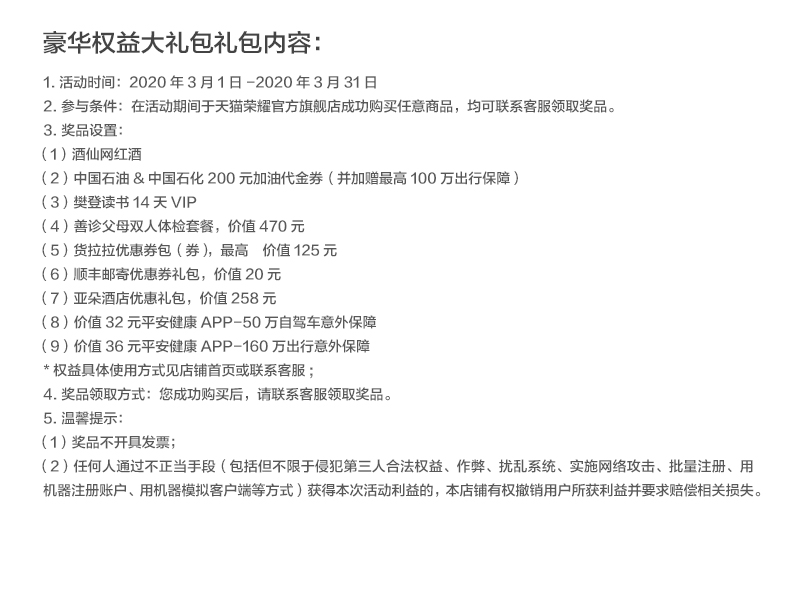 豪华权益大礼包礼包内容：
1. 活动时间：2020 年 3 月 1 日 -2020 年 3 月 31 日
2. 参与条件：在活动期间于天猫荣耀官方旗舰店成功购买任意商品，均可联系客服领取奖品。
3. 奖品设置：
（1）酒仙网红酒
（2）中国石油 & 中国石化 200 元加油代金券（并加赠最高 100 万出行保障）
（3）樊登读书 14 天 VIP
（4）善诊父母双人体检套餐，价值 470 元
（5）货拉拉优惠券包（券），最高　价值 125 元
（6）顺丰邮寄优惠券礼包，价值 20 元
（7）亚朵酒店优惠礼包，价值 258 元
（8）价值 32 元平安健康 APP-50 万自驾车意外保障
（9）价值 36 元平安健康 APP-160 万出行意外保障
* 权益具体使用方式见店铺首页或联系客服；
4. 奖品领取方式：您成功购买后，请联系客服领取奖品。
5. 温馨提示：
（1）奖品不开具发票；
（2）任何人通过不正当手段（包括但不限于侵犯第三人合法权益、作弊、扰乱系统、实施网络攻击、批量注册、用
机器注册账户、用机器模拟客户端等方式）获得本次活动利益的，本店铺有权撤销用户所获利益并要求赔偿相关损失。